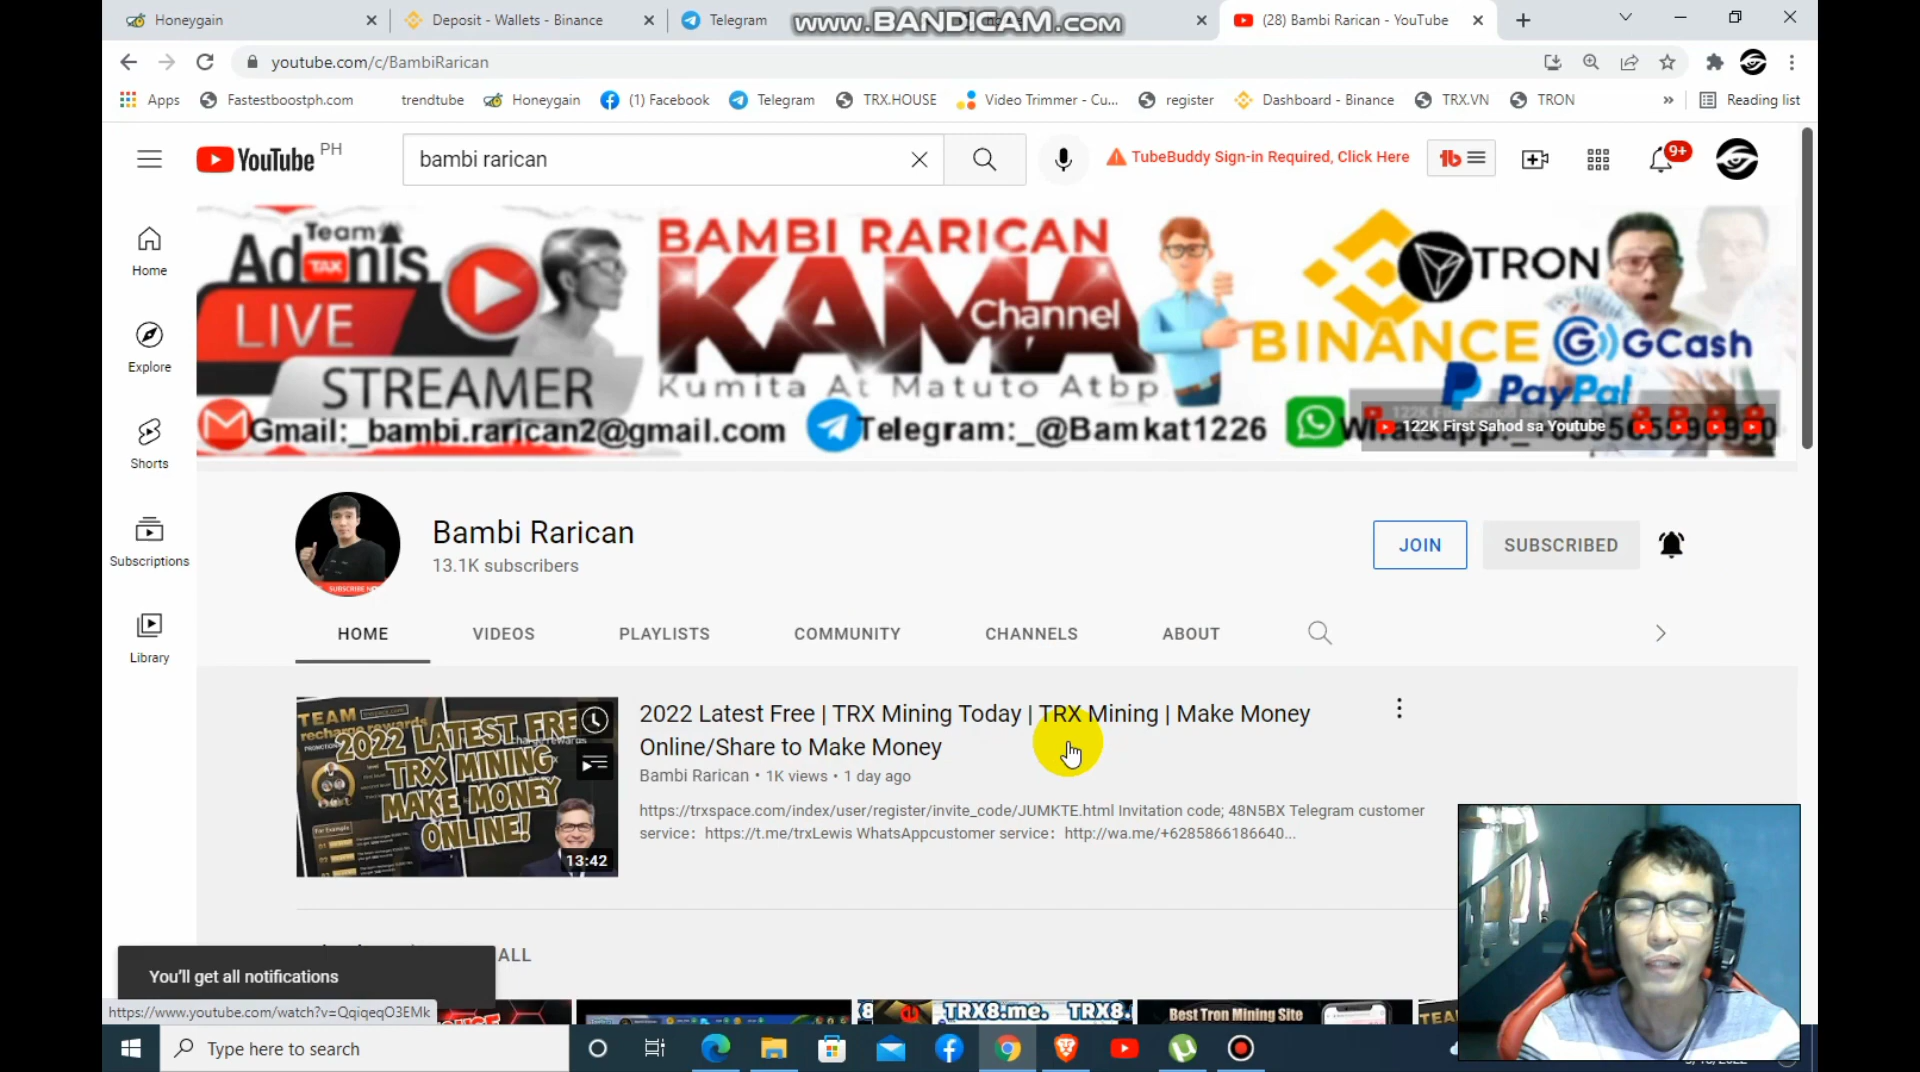 Honeygain
Deposit - Wallets - Binance
Telegram
www.BANDICAM.com
(28) Bambi Rarican - YouTube
youtube.com/c/BambiRarican
Apps
Fastestboostph.com
trendtube
Honeygain
(1) Facebook
Telegram
TRX.HOUSE
Video Trimmer - Cu...
register
Dashboard - Binance
TRX.VN
TRON
»
Reading list
YouTube PH
bambi rarican
TubeBuddy Sign-in Required, Click Here
tb
9+
Home
Explore
Shorts
Subscriptions
Library
Team
Adonis
TAX
LIVE
STREAMER
BAMBI RARICAN
KAMA
Channel
Kumita At Matuto Atbp
TRON
BINANCE
GCash
PayPal
122K First Sahod sa Youtube
Gmail:_bambi.rarican2@gmail.com
Telegram:_@Bamkat1226
Bambi Rarican
13.1K subscribers
SUBSCRIBE
JOIN
SUBSCRIBED
HOME
VIDEOS
PLAYLISTS
COMMUNITY
CHANNELS
ABOUT
TEAM
2022 LATEST FREE
TRX MINING
MAKE MONEY
ONLINE!
For Example
13:42
2022 Latest Free | TRX Mining Today | TRX Mining | Make Money
Online/Share to Make Money
Bambi Rarican • 1K views • 1 day ago
https://trxspace.com/index/user/register/invite_code/JUMKTE.html Invitation code; 48N5BX Telegram customer
service： https://t.me/trxLewis WhatsAppcustomer service： http://wa.me/+6285866186640...
ALL
You'll get all notifications
https://www.youtube.com/watch?v=QqiqeqO3EMk
TRX8.me. TRX8.
Best Tron Mining Site
TEA
Type here to search